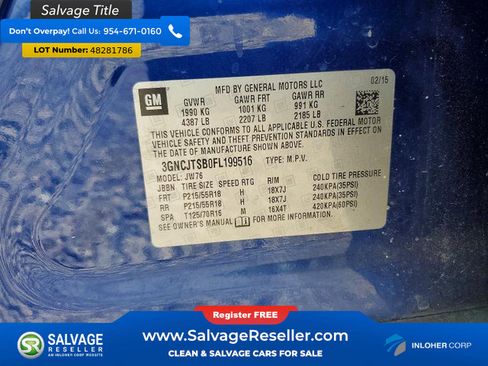 Salvage Title
Don't Overpay! Call Us: 954-671-0160
Lot Number: 48281786
GM
MFD BY GENERAL MOTORS LLC
02/15
GVWR GAWR FRT GAWR RR
1990 KG 1001 KG 991 KG
4387 LB 2207 LB 2185 LB
THIS VEHICLE CONFORMS TO ALL APPLICABLE U.S. FEDERAL MOTOR
VEHICLE SAFETY AND THEFT PREVENTION STANDARDS IN EFFECT ON
THE DATE OF MANUFACTURE SHOWN ABOVE.
3GNCJTSB0FL199516 TYPE: M.P.V.
MODEL: JW76
JBBN TIRE SIZE SPEED RTG RIM COLD TIRE PRESSURE
FRT P215/55R18 H 18X7J 240KPA(35PSI)
RR P215/55R18 H 18X7J 240KPA(35PSI)
SPA T125/70R16 M 16X4T 420KPA(60PSI)
SEE OWNER'S MANUAL FOR MORE INFORMATION.
Register FREE
SALVAGE
RESELLER
AN INLOHER CORP WEBSITE
www.SalvageReseller.com
CLEAN & SALVAGE CARS FOR SALE
INLOHER CORP